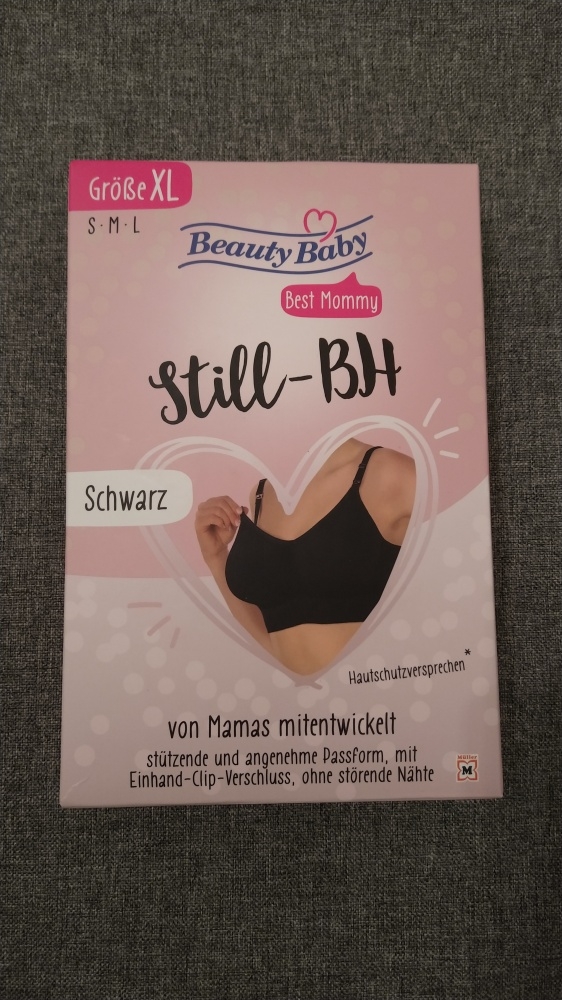 Größe XL
S·M·L
Beauty Baby
Best Mommy
Still-BH
Schwarz
Hautschutzversprechen*
von Mamas mitentwickelt
stützende und angenehme Passform, mit
Einhand-Clip-Verschluss, ohne störende Nähte
Müller
M